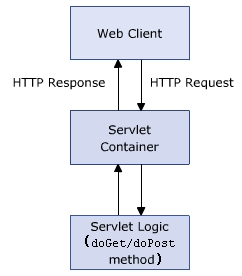 Web Client
HTTP Response
HTTP Request
Servlet
Container
Servlet Logic
(doGet/doPost
method)